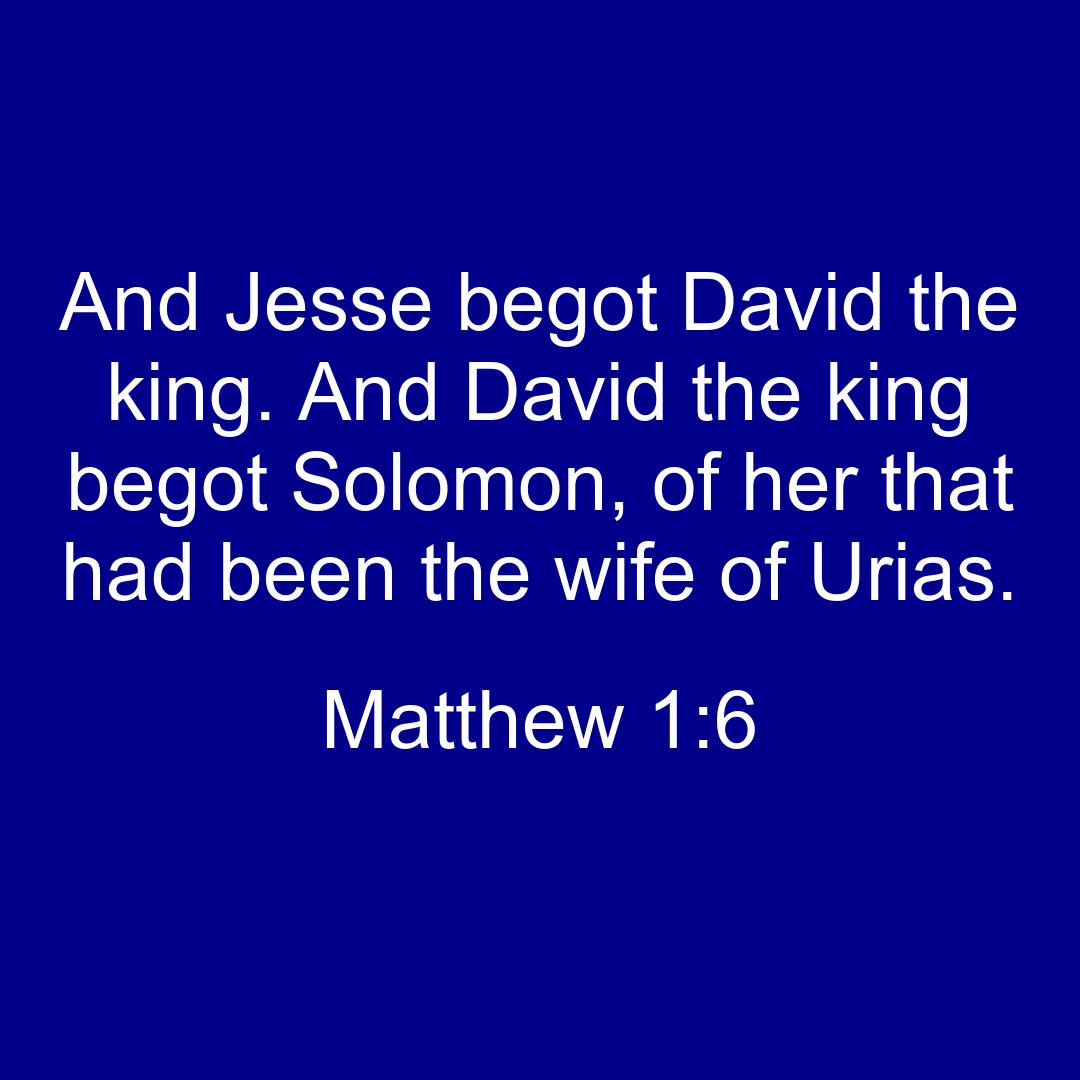 And Jesse begot David the
king. And David the king
begot Solomon, of her that
had been the wife of Urias.
Matthew 1:6